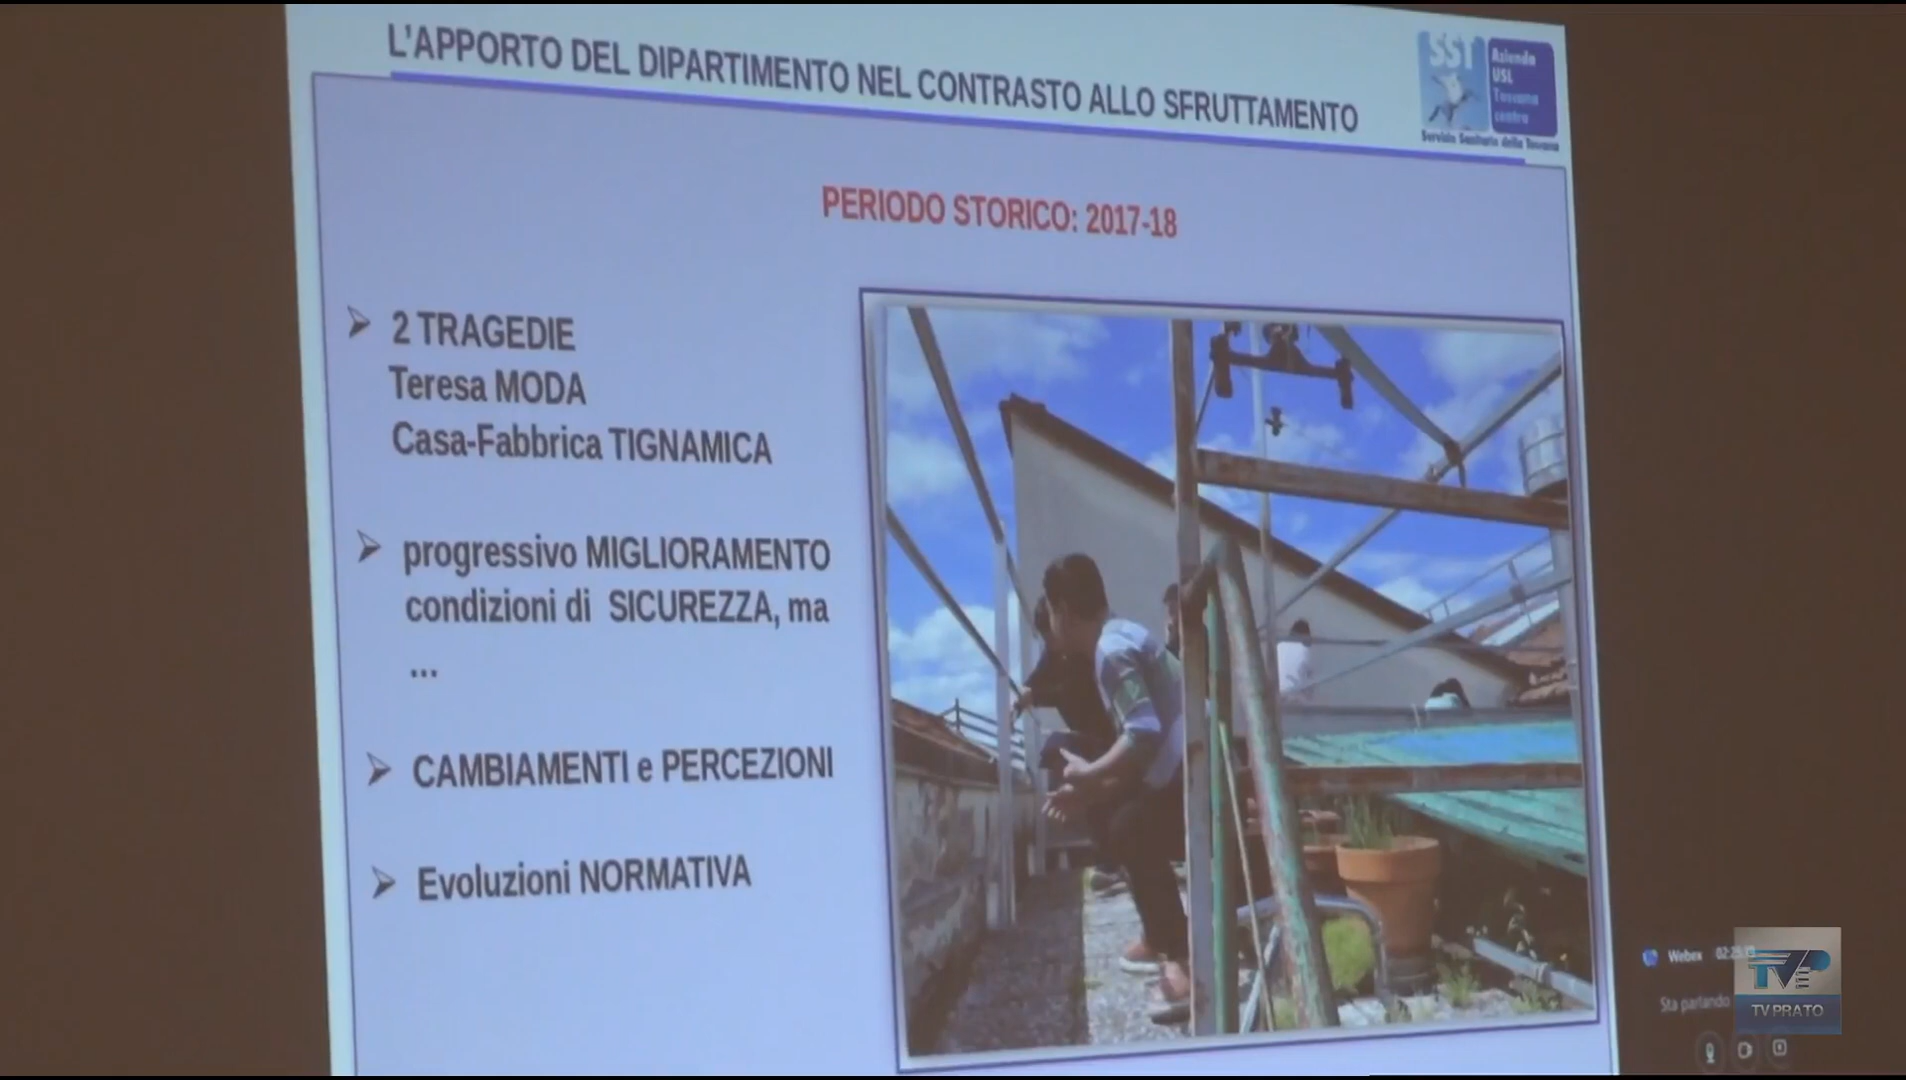 L'APPORTO DEL DIPARTIMENTO NEL CONTRASTO ALLO SFRUTTAMENTO
SST
Azienda
USL
Toscana
centro
Servizio Sanitario della Toscana
PERIODO STORICO: 2017-18
➢ 2 TRAGEDIE
Teresa MODA
Casa-Fabbrica TIGNAMICA
➢ progressivo MIGLIORAMENTO
condizioni di SICUREZZA, ma
...
➢ CAMBIAMENTI e PERCEZIONI
➢ Evoluzioni NORMATIVA
Webex
Sta parlando
TV PRATO